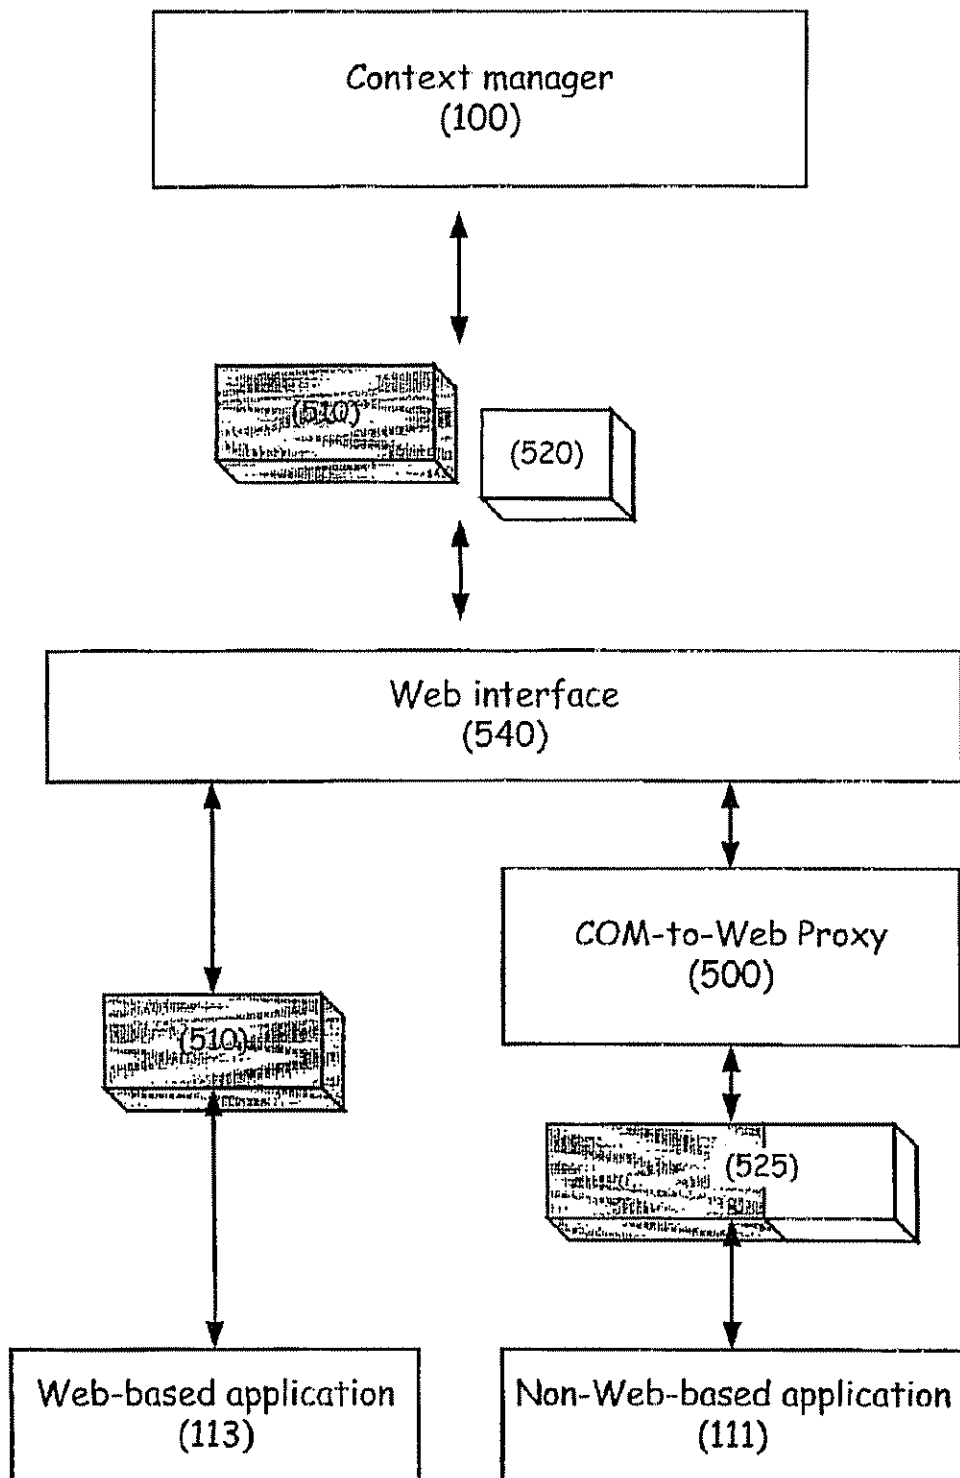 Context manager
(100)
(510)
(520)
Web interface
(540)
COM-to-Web Proxy
(500)
(510)
(525)
Web-based application
(113)
Non-Web-based application
(111)